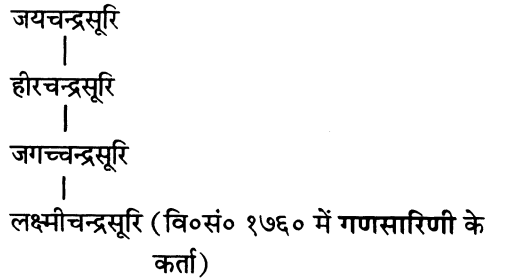 जयचन्द्रसूरि
हीरचन्द्रसूरि
जगच्चन्द्रसूरि
लक्ष्मीचन्द्रसूरि (वि०सं० १७६० में गणसारिणी के
कर्ता)